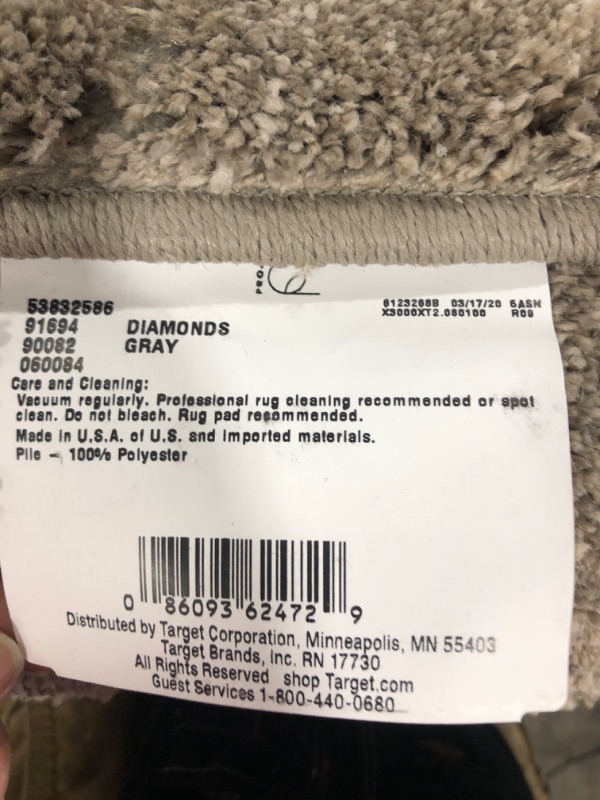 53832586
6123268B 03/17/20 5ASN
X3000XT2.080100 R09
91694 DIAMONDS
90082 GRAY
060084
Care and Cleaning:
Vacuum regularly. Professional rug cleaning recommended or spot
clean. Do not bleach. Rug pad recommended.
Made in U.S.A. of U.S. and imported materials.
Pile - 100% Polyester
0 86093 62472 9
Distributed by Target Corporation, Minneapolis, MN 55403
Target Brands, Inc. RN 17730
All Rights Reserved shop Target.com
Guest Services 1-800-440-0680